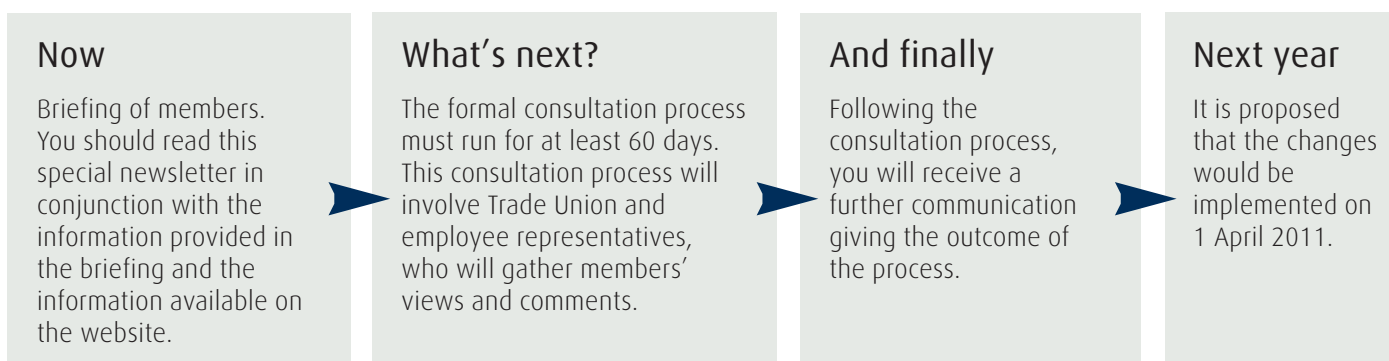 Now
Briefing of members.
You should read this
special newsletter in
conjunction with the
information provided in
the briefing and the
information available on
the website.
What's next?
The formal consultation process
must run for at least 60 days.
This consultation process will
involve Trade Union and
employee representatives,
who will gather members'
views and comments.
And finally
Following the
consultation process,
you will receive a
further communication
giving the outcome of
the process.
Next year
It is proposed
that the changes
would be
implemented on
1 April 2011.